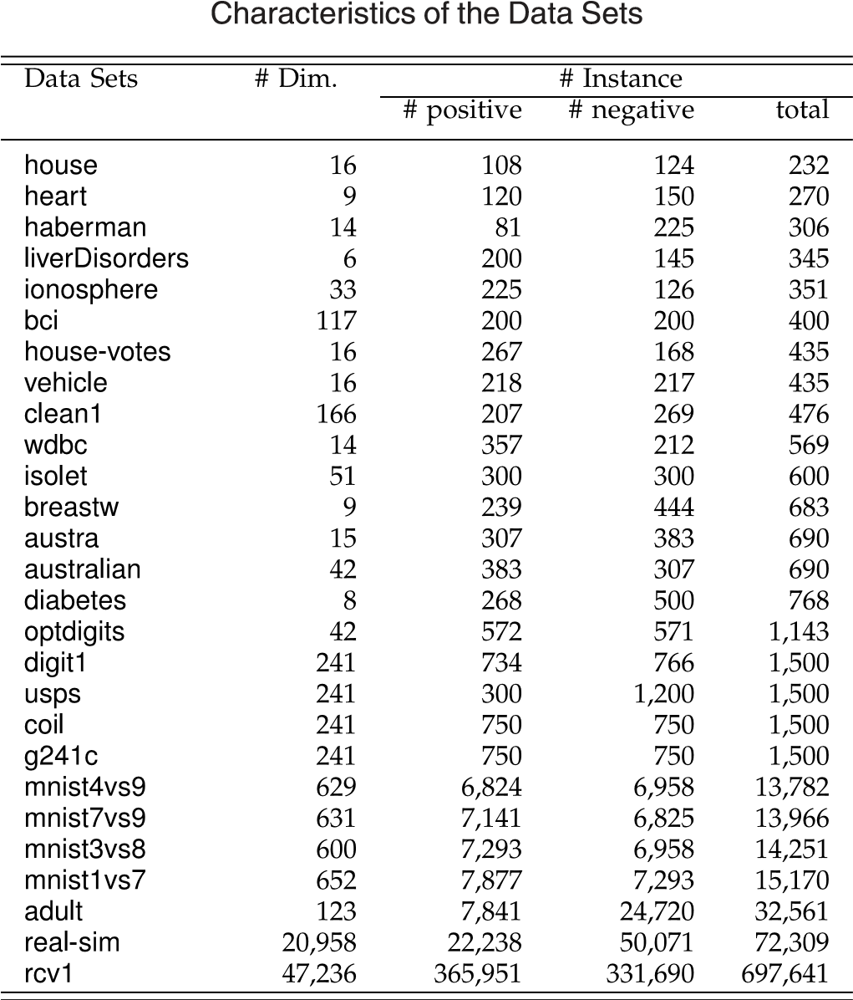 Characteristics of the Data Sets
Data Sets # Dim. # Instance
# positive # negative total
house 16 108 124 232
heart 9 120 150 270
haberman 14 81 225 306
liverDisorders 6 200 145 345
ionosphere 33 225 126 351
bci 117 200 200 400
house-votes 16 267 168 435
vehicle 16 218 217 435
clean1 166 207 269 476
wdbc 14 357 212 569
isolet 51 300 300 600
breastw 9 239 444 683
austra 15 307 383 690
australian 42 383 307 690
diabetes 8 268 500 768
optdigits 42 572 571 1,143
digit1 241 734 766 1,500
usps 241 300 1,200 1,500
coil 241 750 750 1,500
g241c 241 750 750 1,500
mnist4vs9 629 6,824 6,958 13,782
mnist7vs9 631 7,141 6,825 13,966
mnist3vs8 600 7,293 6,958 14,251
mnist1vs7 652 7,877 7,293 15,170
adult 123 7,841 24,720 32,561
real-sim 20,958 22,238 50,071 72,309
rcv1 47,236 365,951 331,690 697,641